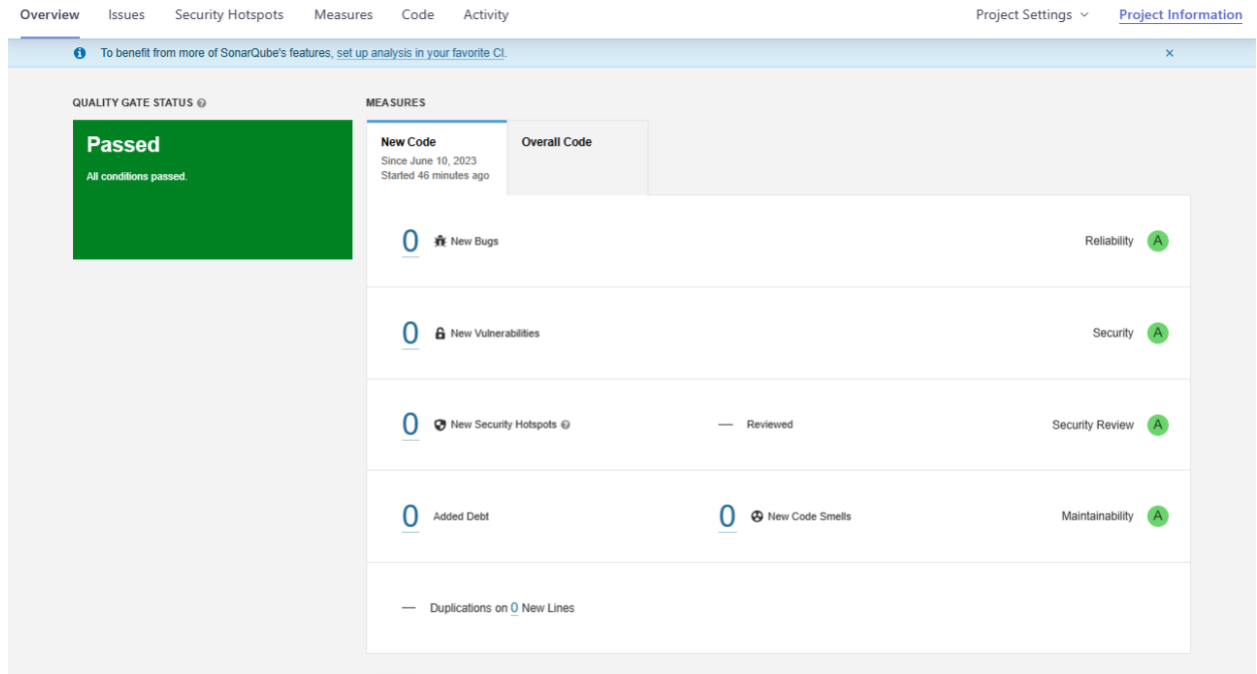 Overview Issues Security Hotspots Measures Code Activity Project Settings Project Information
To benefit from more of SonarQube's features, set up analysis in your favorite CI.
QUALITY GATE STATUS
MEASURES
Passed
All conditions passed.
New Code
Since June 10, 2023
Started 46 minutes ago
Overall Code
0 New Bugs Reliability A
0 New Vulnerabilities Security A
0 New Security Hotspots — Reviewed Security Review A
0 Added Debt 0 New Code Smells Maintainability A
— Duplications on 0 New Lines